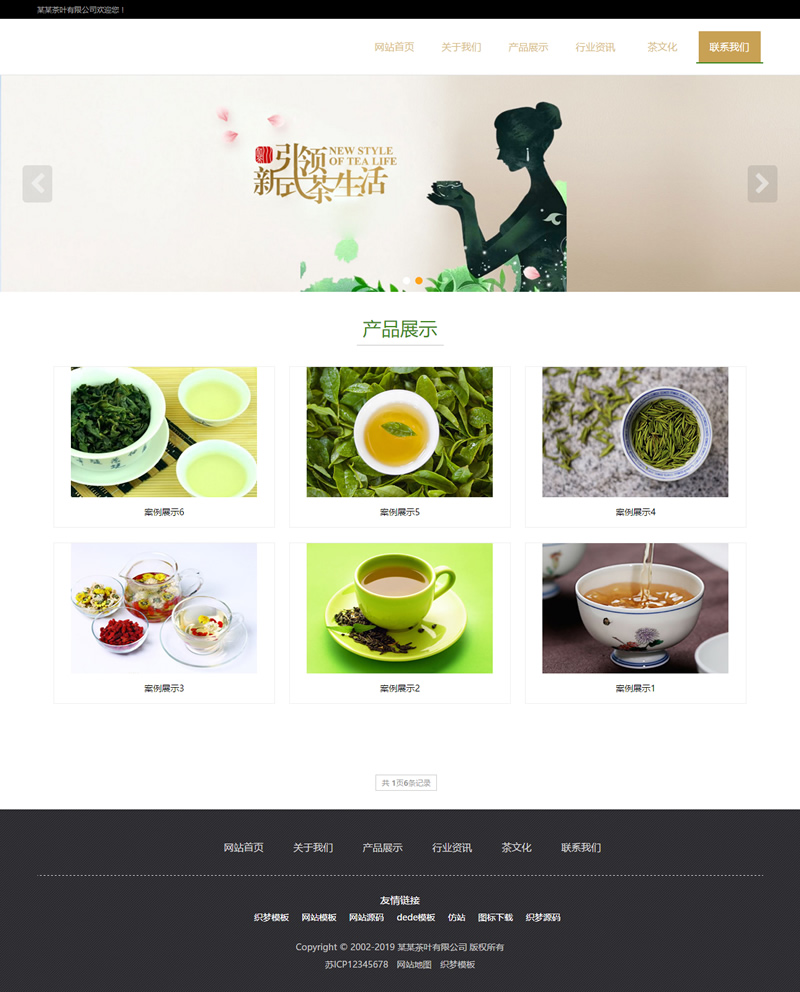 某某茶叶有限公司欢迎您！
网站首页 关于我们 产品展示 行业资讯 茶文化 联系我们
引领 NEW STYLE
OF TEA LIFE
新式茶生活
产品展示
案例展示6 案例展示5 案例展示4
案例展示3 案例展示2 案例展示1
共 1页6条记录
网站首页 关于我们 产品展示 行业资讯 茶文化 联系我们
友情链接
织梦模板 网站模板 网站源码 dede模板 仿站 图标下载 织梦源码
Copyright © 2002-2019 某某茶叶有限公司 版权所有
苏ICP12345678 网站地图 织梦模板